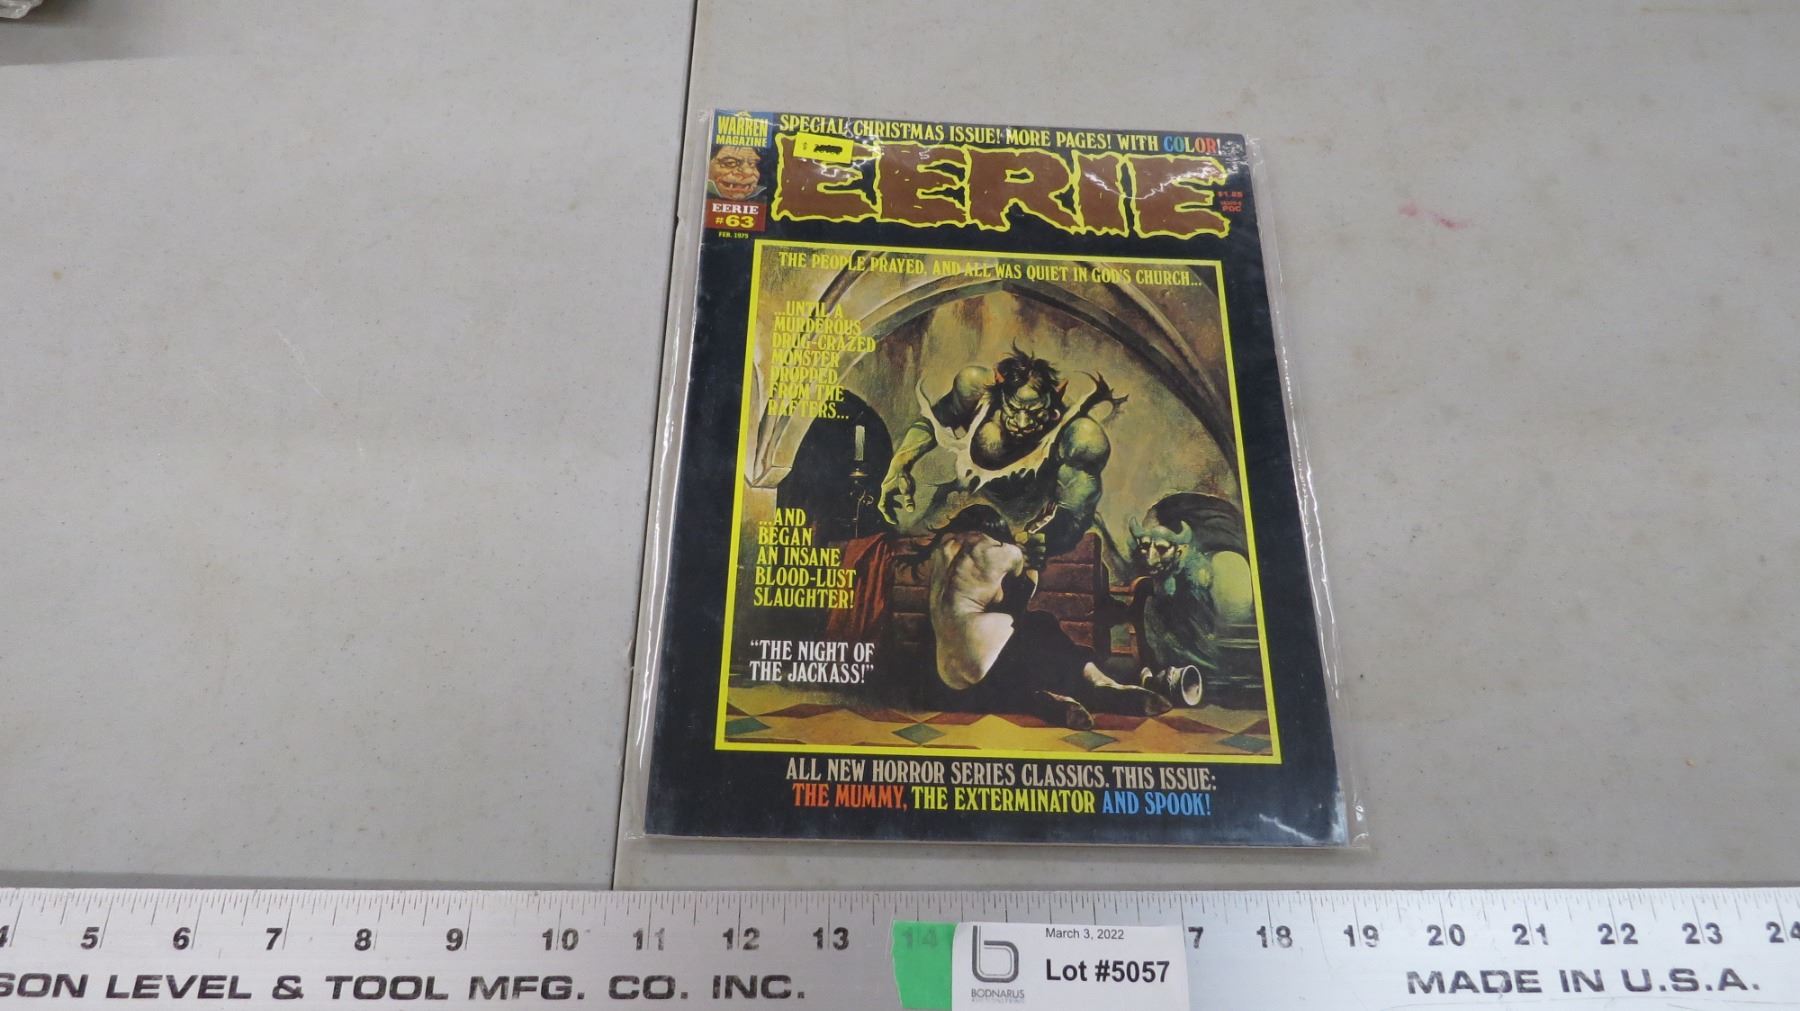 WARREN
MAGAZINE
SPECIAL CHRISTMAS ISSUE! MORE PAGES! WITH COLOR!
EERIE
EERIE
#63
FEB. 1975
$1.25
PDC
THE PEOPLE PRAYED, AND ALL WAS QUIET IN GOD'S CHURCH...
...UNTIL A
MURDEROUS
DRUG-CRAZED
MONSTER
DROPPED
FROM THE
RAFTERS...
...AND
BEGAN
AN INSANE
BLOOD-LUST
SLAUGHTER!
“THE NIGHT OF
THE JACKASS!”
ALL NEW HORROR SERIES CLASSICS. THIS ISSUE:
THE MUMMY, THE EXTERMINATOR AND SPOOK!
4 5 6 7 8 9 10 11 12 13 14 7 18 19 20 21 22 23 24
SON LEVEL & TOOL MFG. CO. INC.
MADE IN U.S.A.
March 3, 2022
Lot #5057
BODNARUS